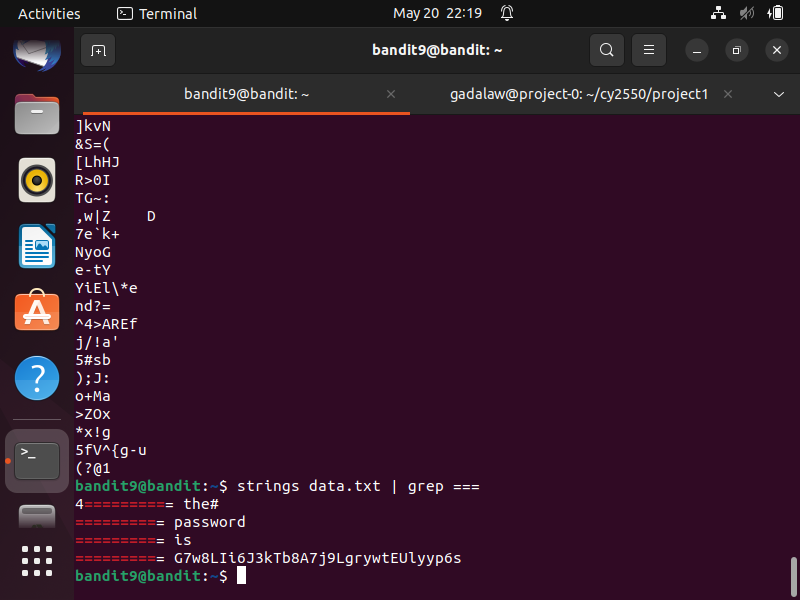 Activities
Terminal
May 20 22:19
bandit9@bandit: ~
bandit9@bandit: ~
gadalaw@project-0: ~/cy2550/project1
]kvN
&S=(
[LhHJ
R>0I
TG~:
,w|Z    D
7e`k+
NyoG
e-tY
YiEl\*e
nd?=
^4>AREf
j/!a'
5#sb
);J:
o+Ma
>ZOx
*x!g
5fV^{g-u
(?@1
bandit9@bandit:~$ strings data.txt | grep ===
4========== the#
========== password
========== is
========== G7w8LIi6J3kTb8A7j9LgrywtEUlyyp6s
bandit9@bandit:~$